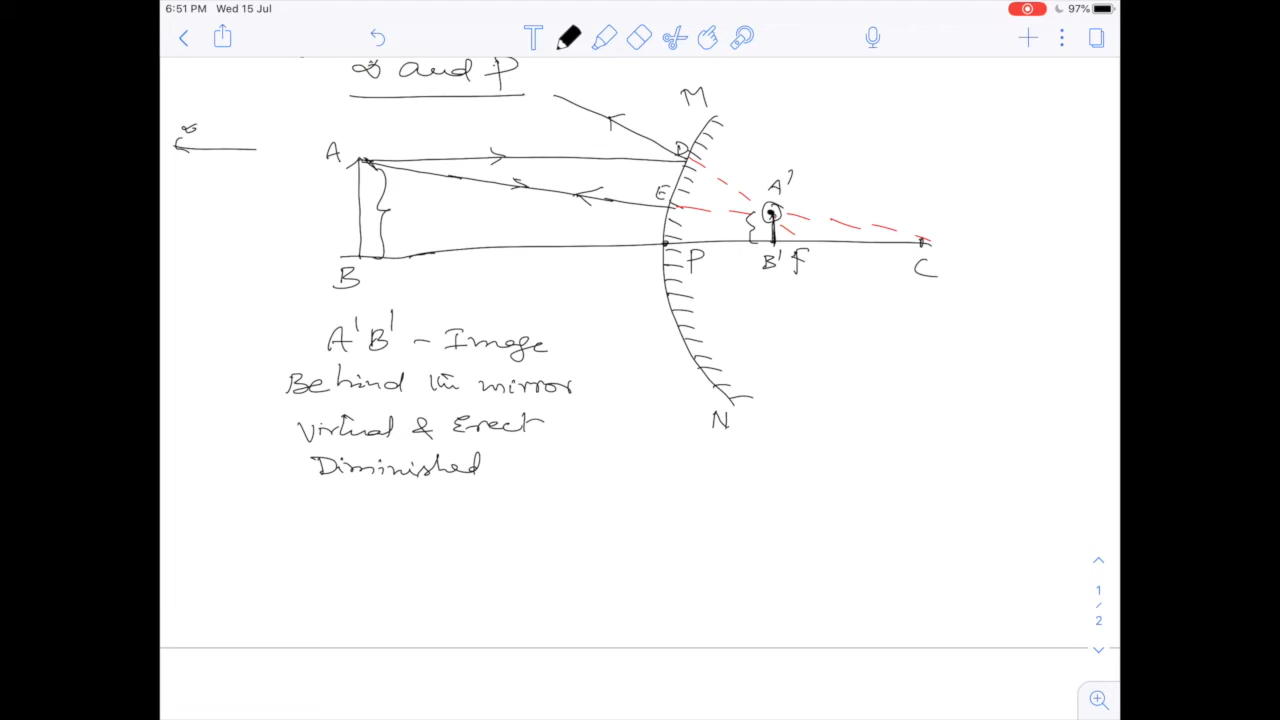 6:51 PM Wed 15 Jul
97%
T
∞ and P
M
∞
A
D
E
A'
B
P
B' F
C
A'B' - Image
Behind the mirror
Virtual & Erect
Diminished
N
1
/
2